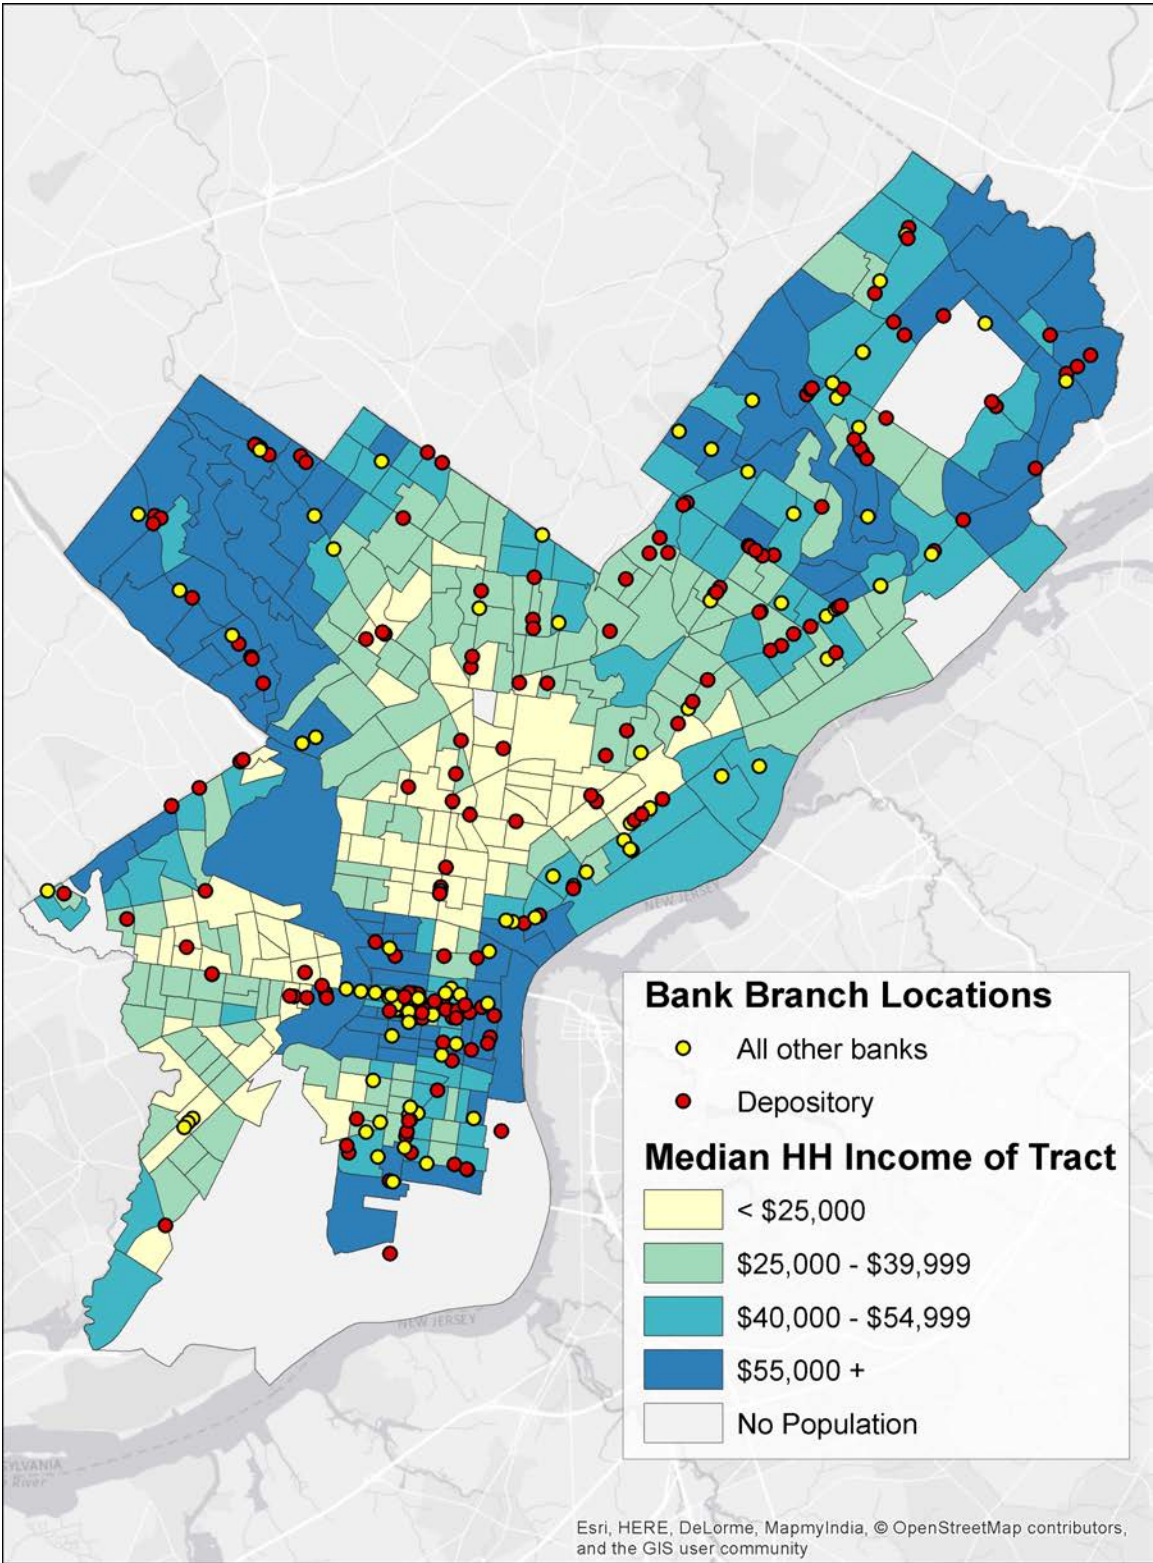 NEW JERSEY
Bank Branch Locations
All other banks
Depository
Median HH Income of Tract
< $25,000
$25,000 - $39,999
$40,000 - $54,999
$55,000 +
No Population
NEW JERSEY
River
Esri, HERE, DeLorme, MapmyIndia, © OpenStreetMap contributors,
and the GIS user community